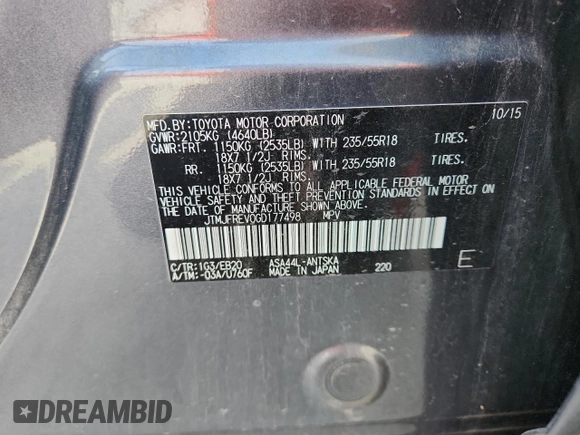 MFD.BY:TOYOTA MOTOR CORPORATION 10/15
GVWR:2105KG (4640LB)
GAWR:FRT. 1150KG (2535LB) WITH 235/55R18 TIRES.
18X7 1/2J RIMS.
RR. 1150KG (2535LB) WITH 235/55R18 TIRES.
18X7 1/2J RIMS.
THIS VEHICLE CONFORMS TO ALL APPLICABLE FEDERAL MOTOR
VEHICLE SAFETY AND THEFT PREVENTION STANDARDS IN EFFECT
ON THE DATE OF MANUFACTURE SHOWN ABOVE.
JTMJFREV0GD177498 MPV
C/TR:1G3/EB20 ASA44L-ANTSKA
A/TM:-03A/U760F MADE IN JAPAN 220 E
DREAMBID